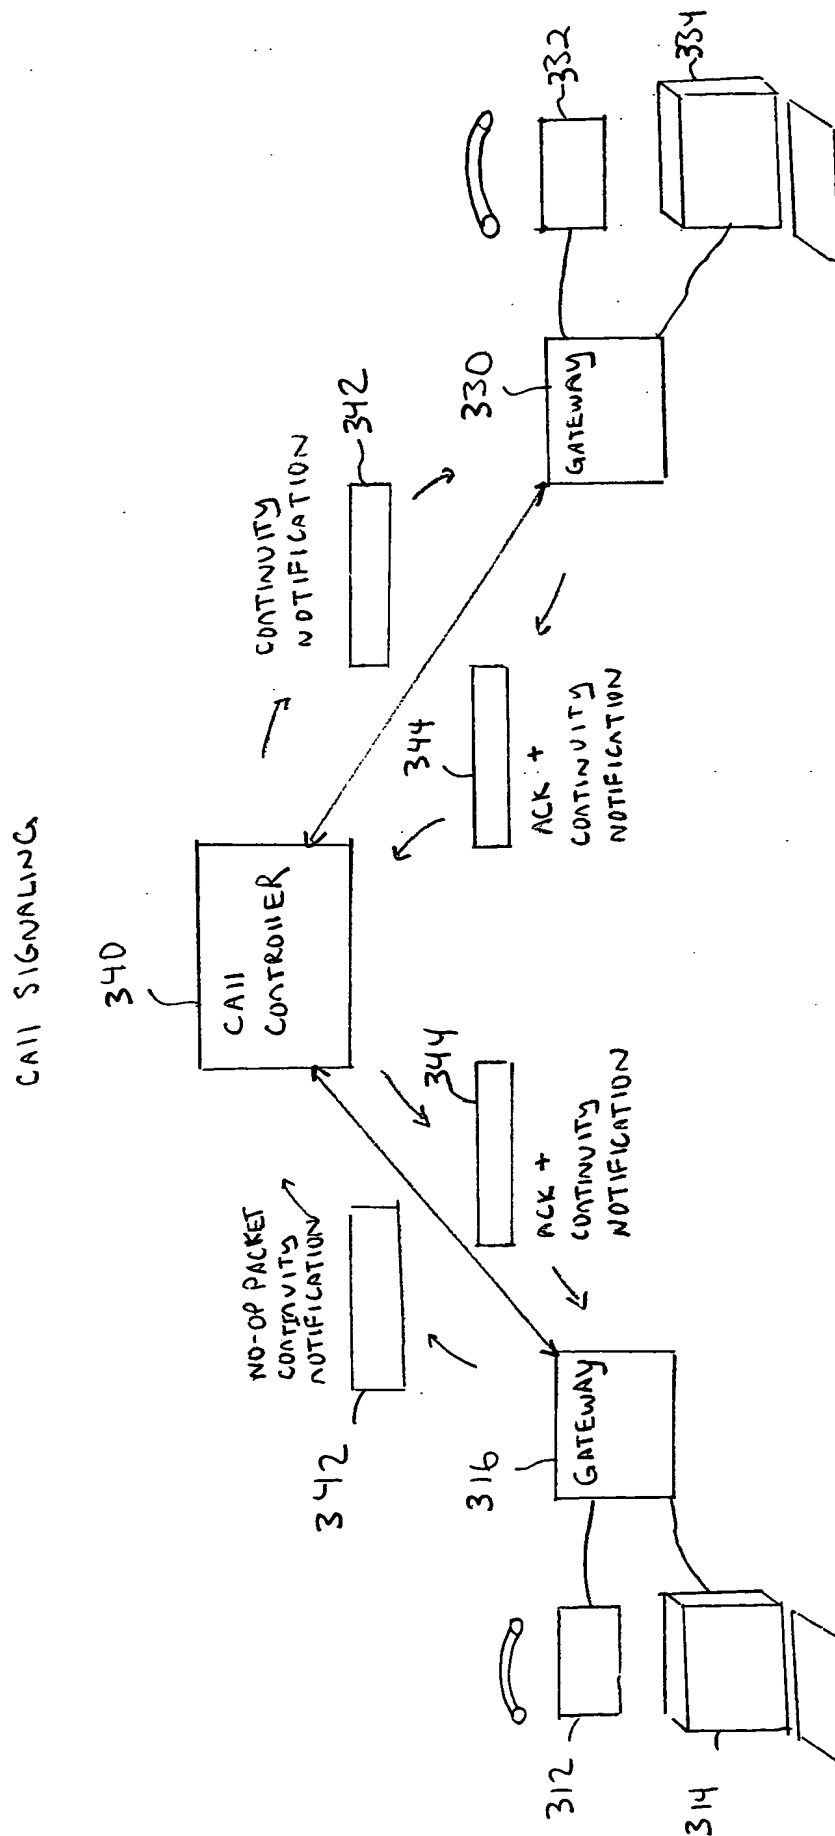 CAll SIGNALING
340
CAll
CONTROllER
NO-OP PACKET
CONTINUITY
NOTIFICATION
342
CONTINUITY
NOTIFICATION
342
344
ACK +
CONTINUITY
NOTIFICATION
344
ACK +
CONTINUITY
NOTIFICATION
316
GATEWAY
330
GATEWAY
312
314
332
334